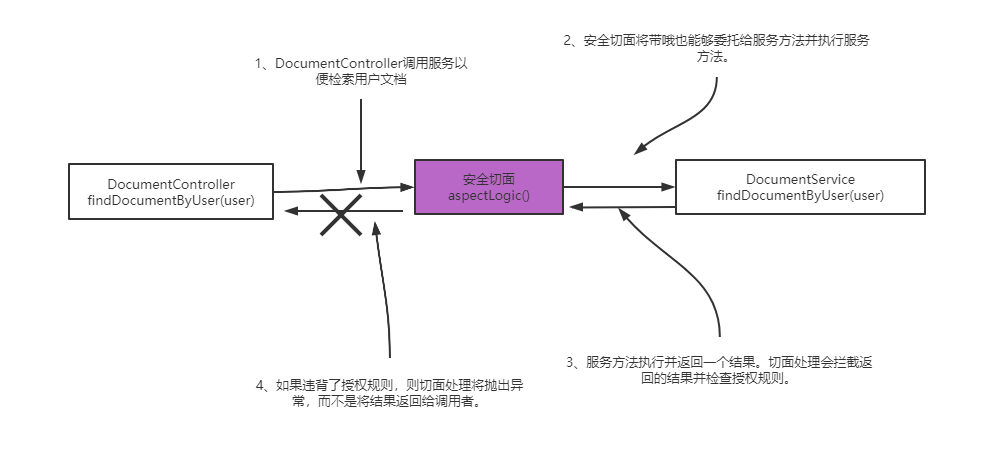 1、DocumentController调用服务以
便检索用户文档
2、安全切面将带哦也能够委托给服务方法并执行服务
方法。
DocumentController
findDocumentByUser(user)
安全切面
aspectLogic()
DocumentService
findDocumentByUser(user)
3、服务方法执行并返回一个结果。切面处理会拦截返
回的结果并检查授权规则。
4、如果违背了授权规则，则切面处理将抛出异
常，而不是将结果返回给调用者。